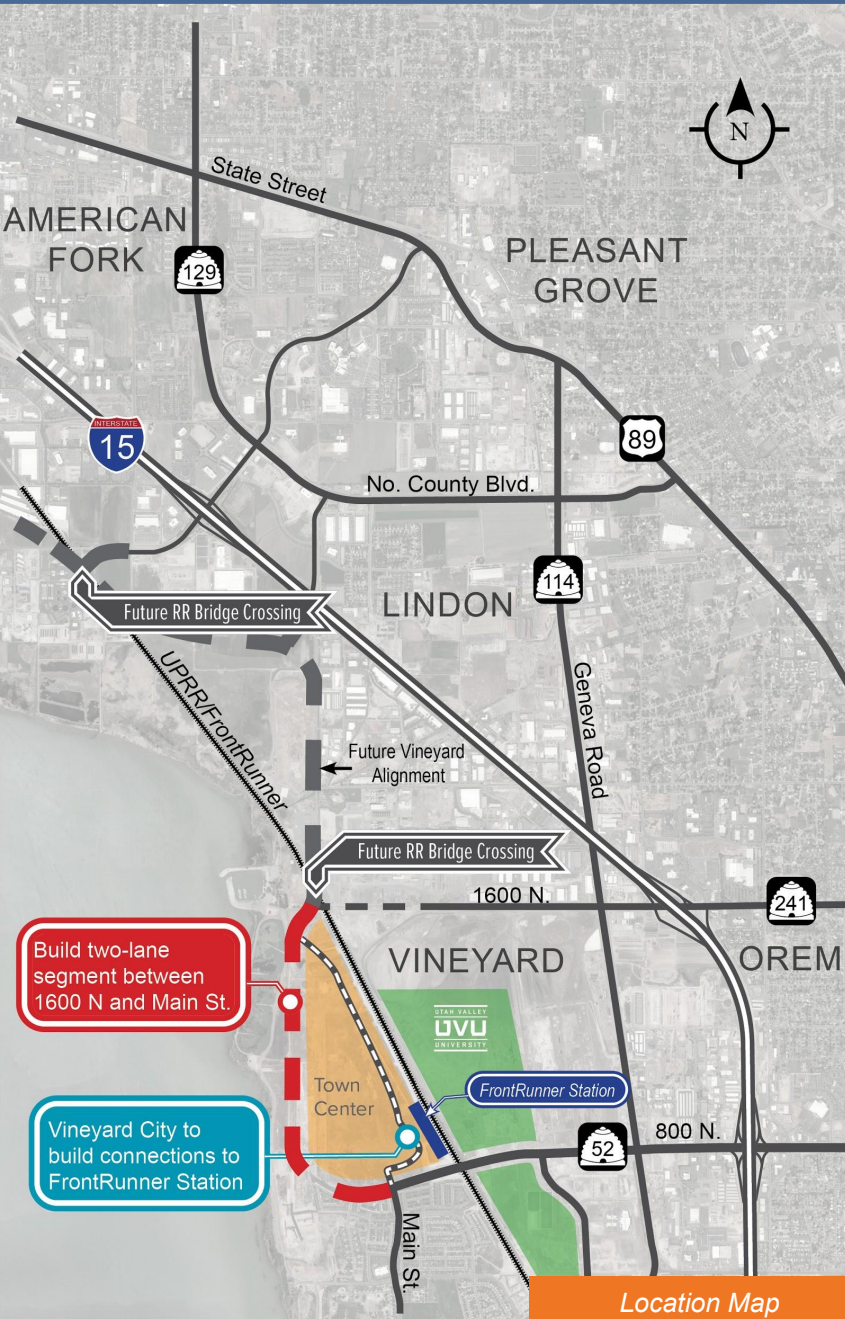 N
State Street
AMERICAN
FORK
129
PLEASANT
GROVE
INTERSTATE
15
89
No. County Blvd.
114
LINDON
Future RR Bridge Crossing
UPRR/FrontRunner
Geneva Road
Future Vineyard
Alignment
Future RR Bridge Crossing
1600 N.
241
Build two-lane
segment between
1600 N and Main St.
VINEYARD
OREM
UTAH VALLEY
UVU
UNIVERSITY
Town
Center
FrontRunner Station
Vineyard City to
build connections to
FrontRunner Station
52
800 N.
Main St.
Location Map